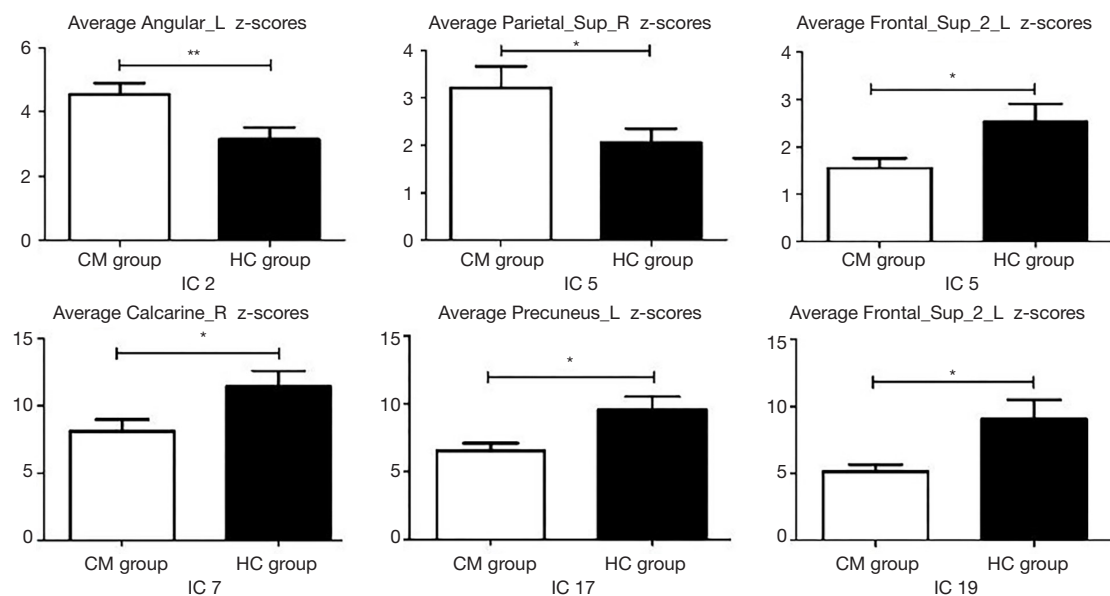 Average Angular_L z-scores
6
4
2
0
**
CM group
HC group
IC 2
Average Parietal_Sup_R z-scores
4
3
2
1
0
*
CM group
HC group
IC 5
Average Frontal_Sup_2_L z-scores
4
3
2
1
0
*
CM group
HC group
IC 5
Average Calcarine_R z-scores
15
10
5
0
*
CM group
HC group
IC 7
Average Precuneus_L z-scores
15
10
5
0
*
CM group
HC group
IC 17
Average Frontal_Sup_2_L z-scores
15
10
5
0
*
CM group
HC group
IC 19